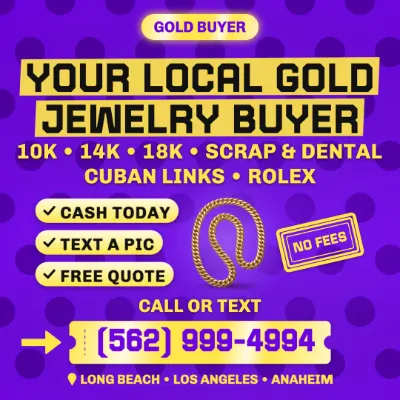 GOLD BUYER
YOUR LOCAL GOLD
JEWELRY BUYER
10K • 14K • 18K • SCRAP & DENTAL
CUBAN LINKS • ROLEX
✓ CASH TODAY
✓ TEXT A PIC
✓ FREE QUOTE
NO FEES
CALL OR TEXT
(562) 999-4994
LONG BEACH • LOS ANGELES • ANAHEIM